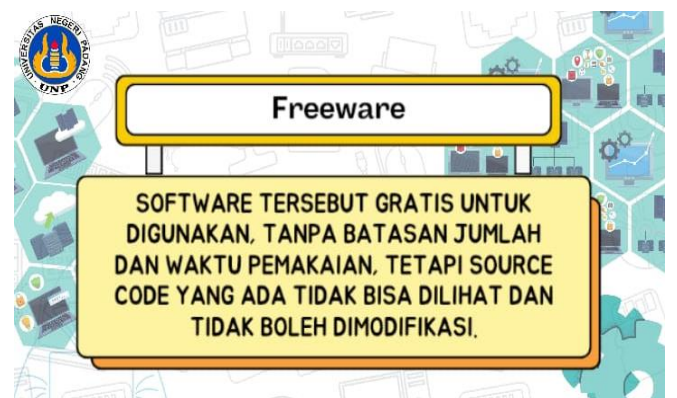 UNIVERSITAS NEGERI PADANG
UNP
Freeware
SOFTWARE TERSEBUT GRATIS UNTUK
DIGUNAKAN, TANPA BATASAN JUMLAH
DAN WAKTU PEMAKAIAN, TETAPI SOURCE
CODE YANG ADA TIDAK BISA DILIHAT DAN
TIDAK BOLEH DIMODIFIKASI.